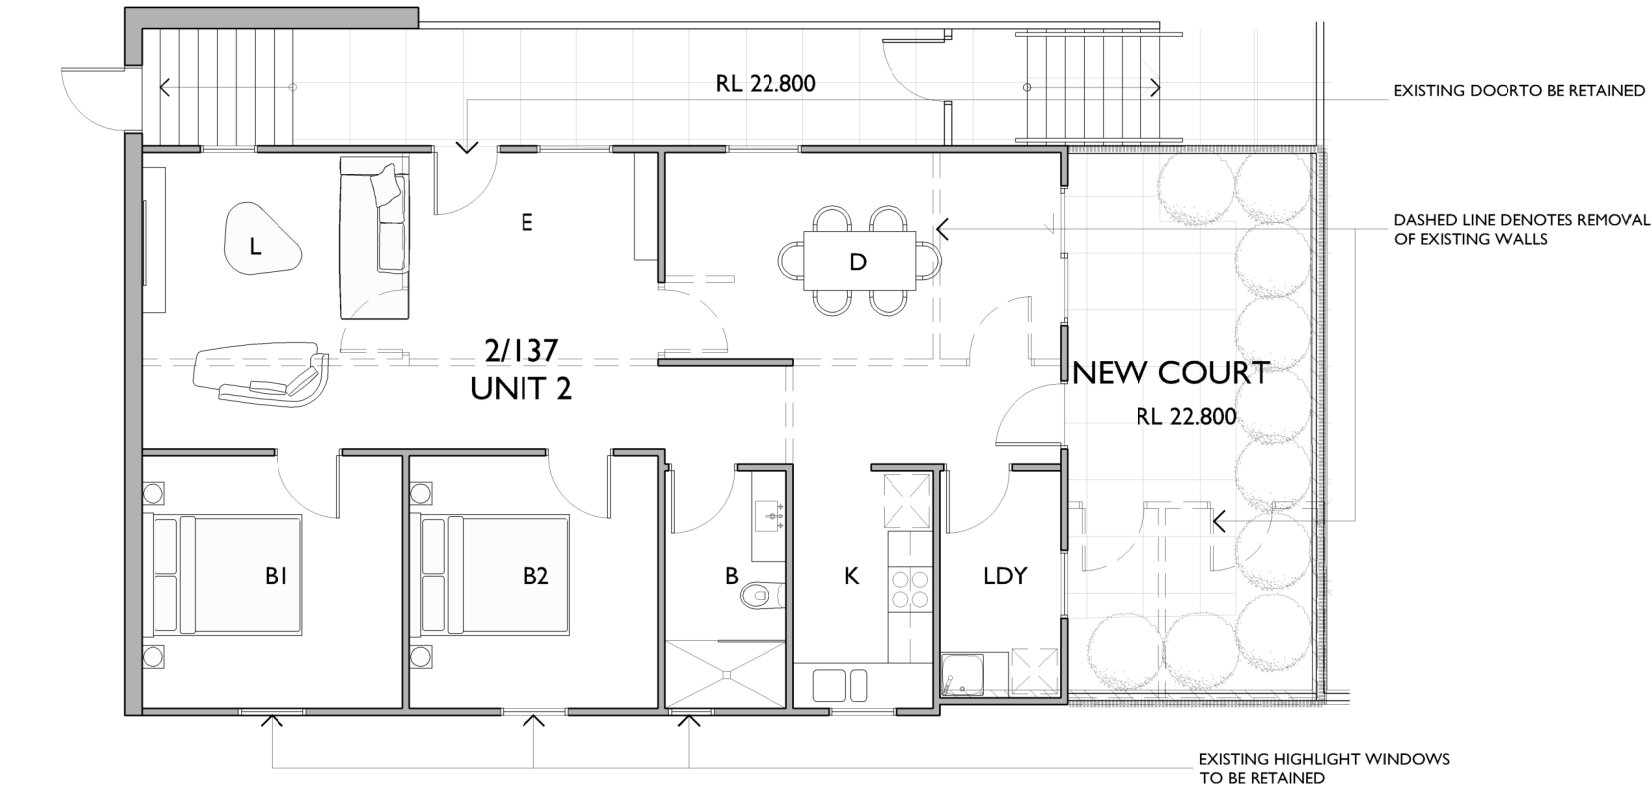 RL 22.800
EXISTING DOORTO BE RETAINED
DASHED LINE DENOTES REMOVAL
OF EXISTING WALLS
E
L
D
2/137
UNIT 2
NEW COURT
RL 22.800
B1
B2
B
K
LDY
EXISTING HIGHLIGHT WINDOWS
TO BE RETAINED